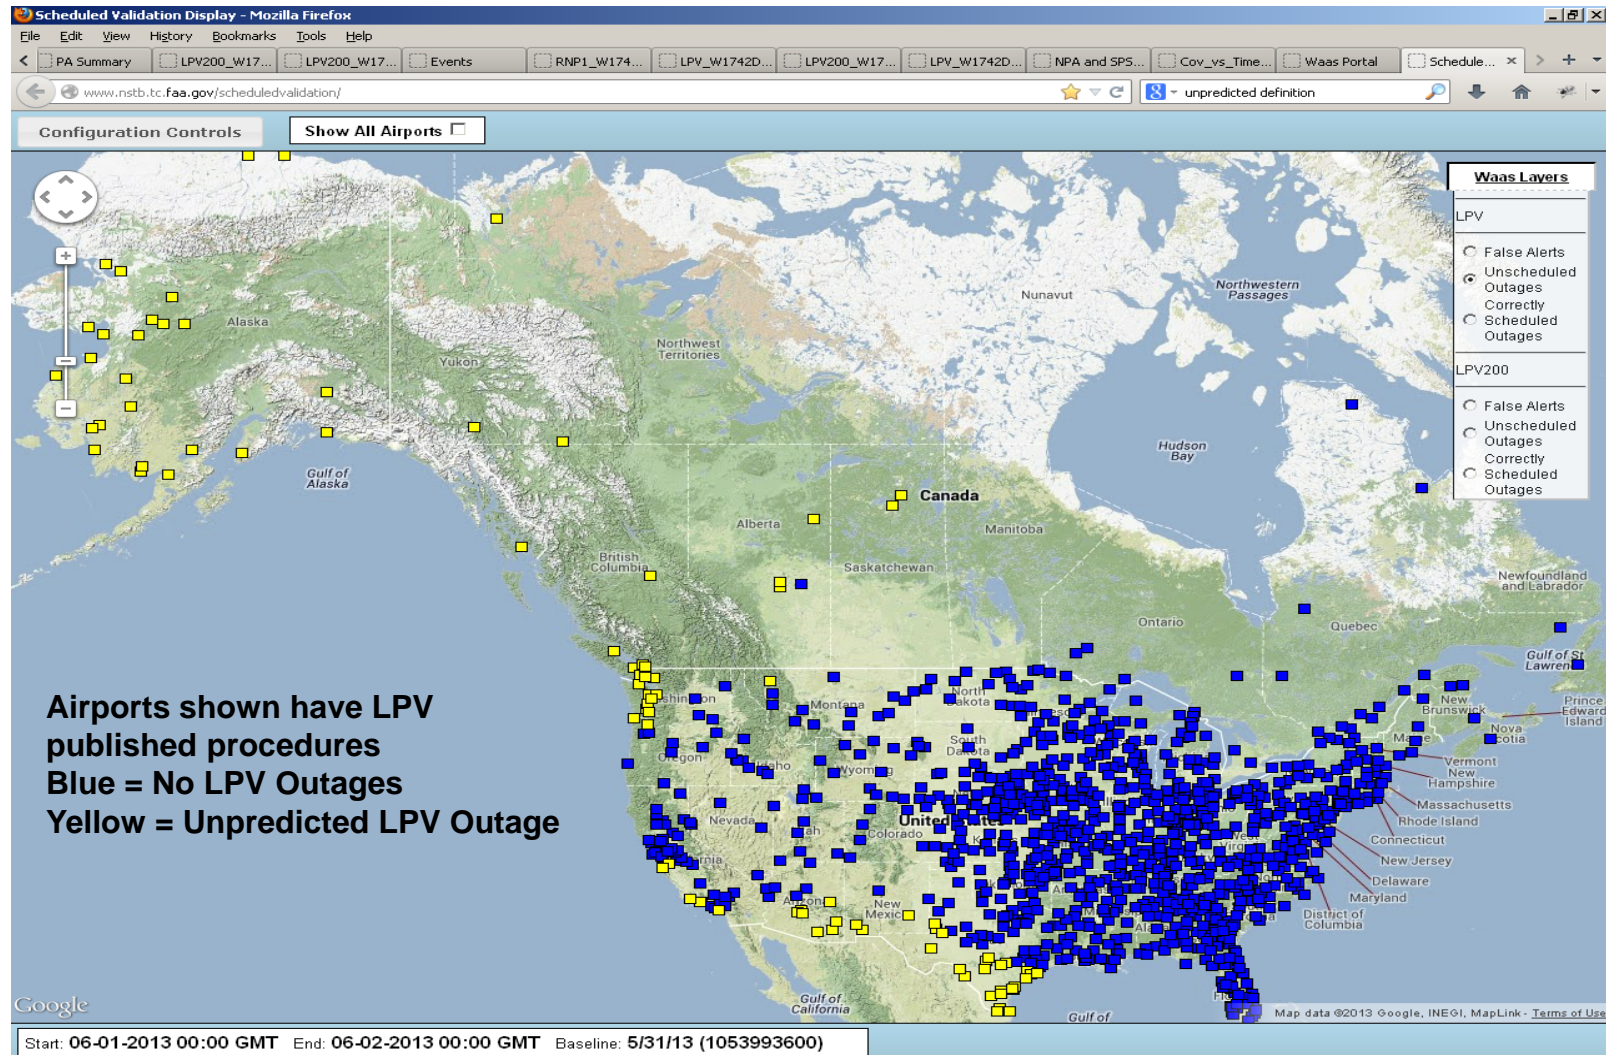 Scheduled Validation Display - Mozilla Firefox
File Edit View History Bookmarks Tools Help
PA Summary LPV200_W17... LPV200_W17... Events RNP1_W174... LPV_W1742D... LPV200_W17... LPV_W1742D... NPA and SPS... Cov_vs_Time... Waas Portal Schedule...
www.nstb.tc.faa.gov/scheduledvalidation/ unpredicted definition
Configuration Controls Show All Airports
Waas Layers
LPV
False Alerts
Unscheduled
Outages
Correctly
Scheduled
Outages
LPV200
False Alerts
Unscheduled
Outages
Correctly
Scheduled
Outages
Northwestern
Passages
Nunavut
Alaska
Northwest
Territories
Yukon
Hudson
Bay
Gulf of
Alaska
Canada
Alberta
Manitoba
British
Columbia
Saskatchewan
Newfoundland
and Labrador
Ontario
Quebec
Gulf of St
Lawren
North
Dakota
Montana
New
Brunswick
Prince
Edward
Island
Nova
Scotia
Maine
South
Dakota
Oregon
Idaho
Wyoming
Vermont
New
Hampshire
Massachusetts
Rhode Island
Connecticut
New Jersey
Delaware
Maryland
District of
Columbia
Nevada
Utah
Colorado
United States
Arizona
New
Mexico
Airports shown have LPV
published procedures
Blue = No LPV Outages
Yellow = Unpredicted LPV Outage
Gulf of
California
Gulf of
Google
Map data ©2013 Google, INEGI, MapLink - Terms of Use
Start: 06-01-2013 00:00 GMT End: 06-02-2013 00:00 GMT Baseline: 5/31/13 (1053993600)